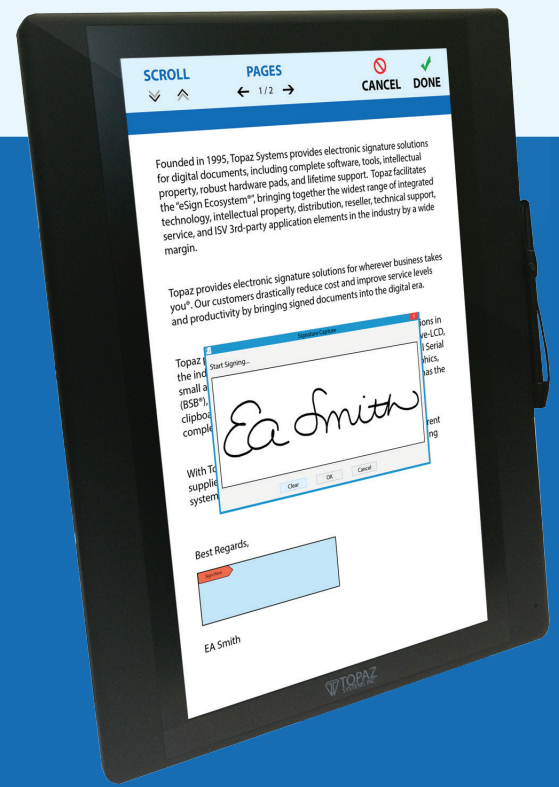 SCROLL PAGES CANCEL DONE
1/2
Founded in 1995, Topaz Systems provides electronic signature solutions
for digital documents, including complete software, tools, intellectual
property, robust hardware pads, and lifetime support. Topaz facilitates
the "eSign Ecosystem®", bringing together the widest range of integrated
technology, intellectual property, distribution, reseller, technical support,
service, and ISV 3rd-party application elements in the industry by a wide
margin.
Topaz provides electronic signature solutions for wherever business takes
you®. Our customers drastically reduce cost and improve service levels
and productivity by bringing signed documents into the digital era.
Signature Capture
Start Signing...
Ea Smith
Clear OK Cancel
Topaz
the ind
small a
(BSB®),
clipboa
comple
ions in
ve-LCD,
l Serial
hics,
has the
With To
supplie
system
rent
ng
Best Regards,
Sign Here
EA Smith
TOPAZ
SYSTEMS, INC.